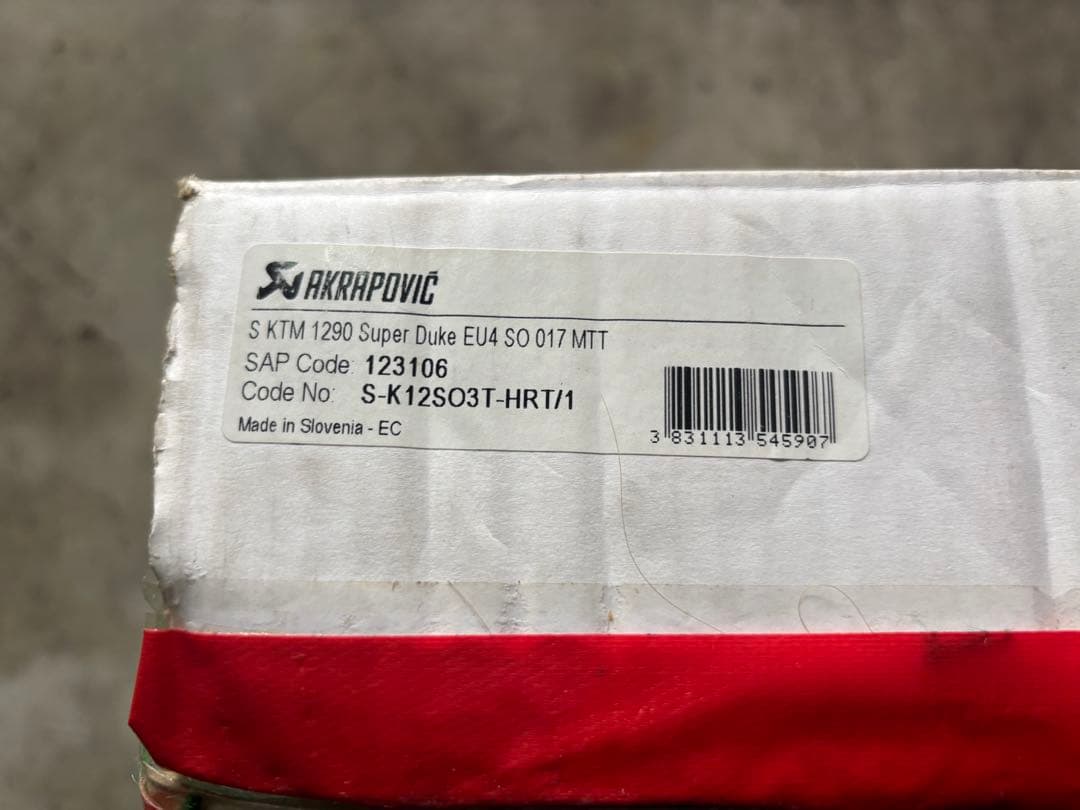 AKRAPOVIČ
S KTM 1290 Super Duke EU4 SO 017 MTT
SAP Code: 123106
Code No: S-K12SO3T-HRT/1
Made in Slovenia - EC
3 831113 545907